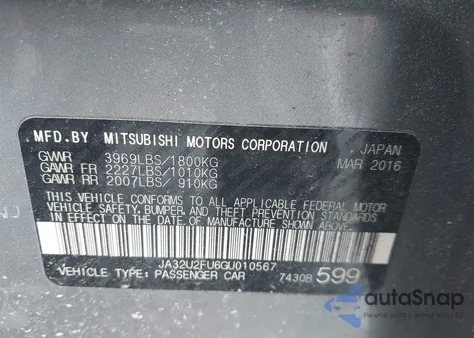 MFD.BY MITSUBISHI MOTORS CORPORATION JAPAN
GVWR 3969LBS/1800KG MAR 2016
GAWR FR 2227LBS/1010KG
GAWR RR 2007LBS/ 910KG
THIS VEHICLE CONFORMS TO ALL APPLICABLE FEDERAL MOTOR
VEHICLE SAFETY, BUMPER, AND THEFT PREVENTION STANDARDS
IN EFFECT ON THE DATE OF MANUFACTURE SHOWN ABOVE.
JA32U2FU6GU010567
VEHICLE TYPE: PASSENGER CAR 7430B 599
autoSnap